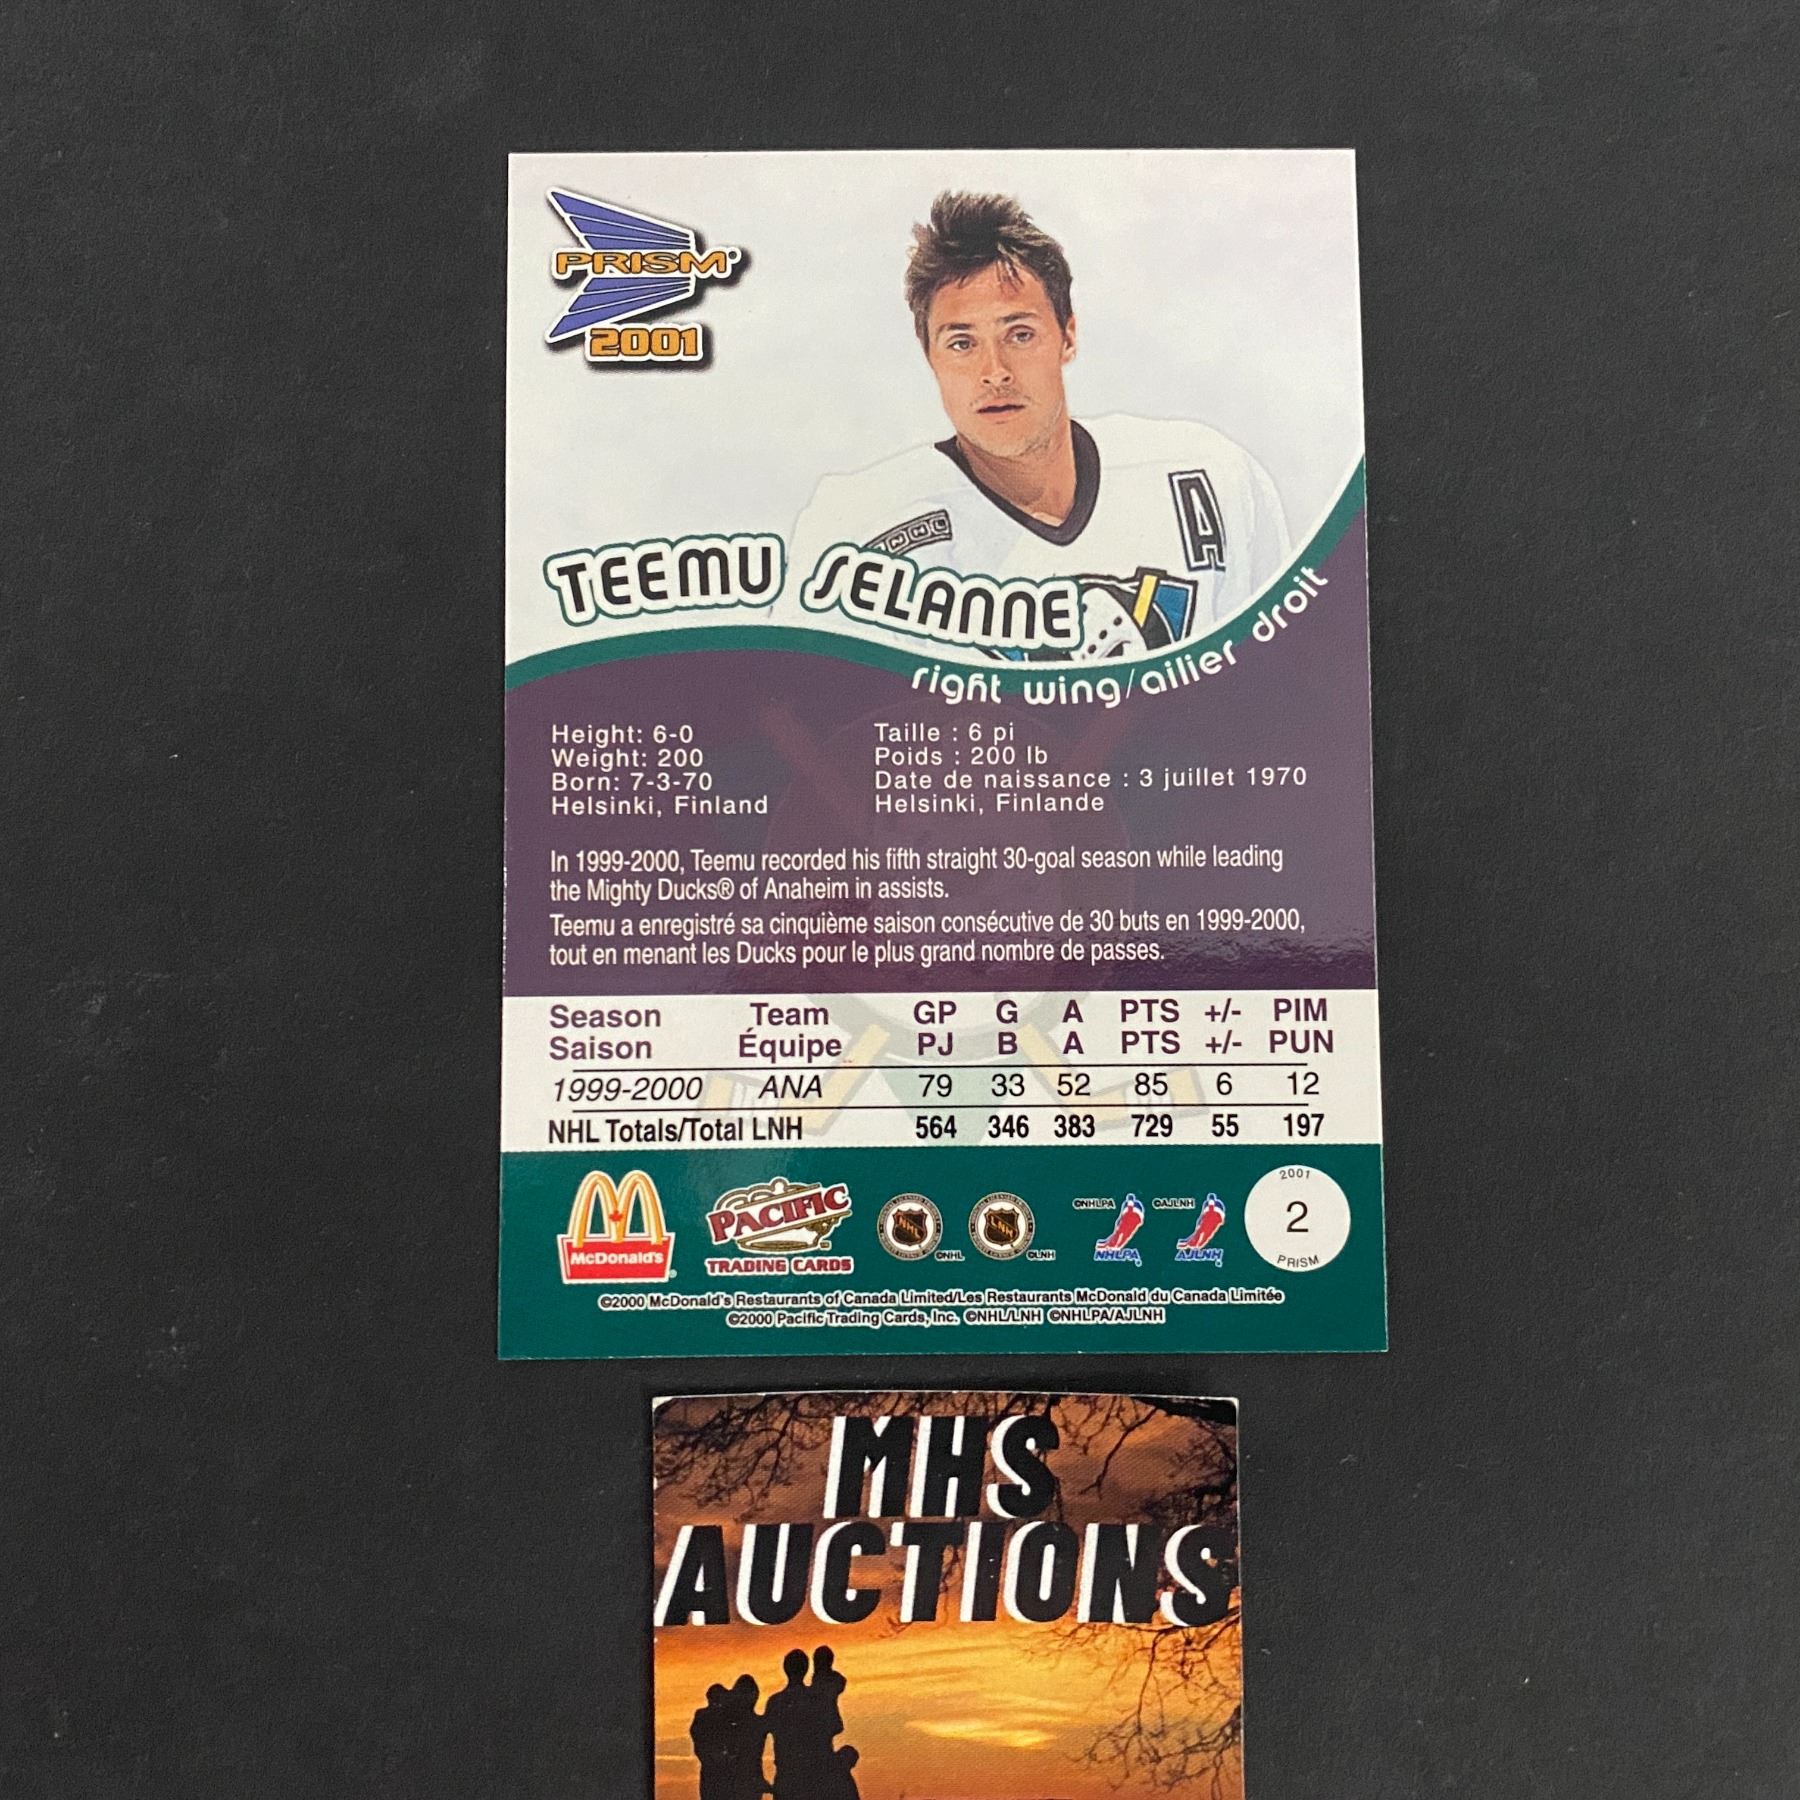 PRISM®
2001
NHL
A
TEEMU SELANNE
right wing/ailier droit
Height: 6-0
Weight: 200
Born: 7-3-70
Helsinki, Finland
Taille : 6 pi
Poids : 200 lb
Date de naissance : 3 juillet 1970
Helsinki, Finlande
In 1999-2000, Teemu recorded his fifth straight 30-goal season while leading
the Mighty Ducks® of Anaheim in assists.
Teemu a enregistré sa cinquième saison consécutive de 30 buts en 1999-2000,
tout en menant les Ducks pour le plus grand nombre de passes.
Season Team GP G A PTS +/- PIM
Saison Équipe PJ B A PTS +/- PUN
1999-2000 ANA 79 33 52 85 6 12
NHL Totals/Total LNH 564 346 383 729 55 197
McDonald's®
PACIFIC
TRADING CARDS
NHL
©NHL
LNH
©LNH
©NHLPA
NHLPA
©AJLNH
AJLNH
2001
2
PRISM
©2000 McDonald's Restaurants of Canada Limited/Les Restaurants McDonald du Canada Limitée
©2000 Pacific Trading Cards, Inc. ©NHL/LNH ©NHLPA/AJLNH
MHS
AUCTIONS